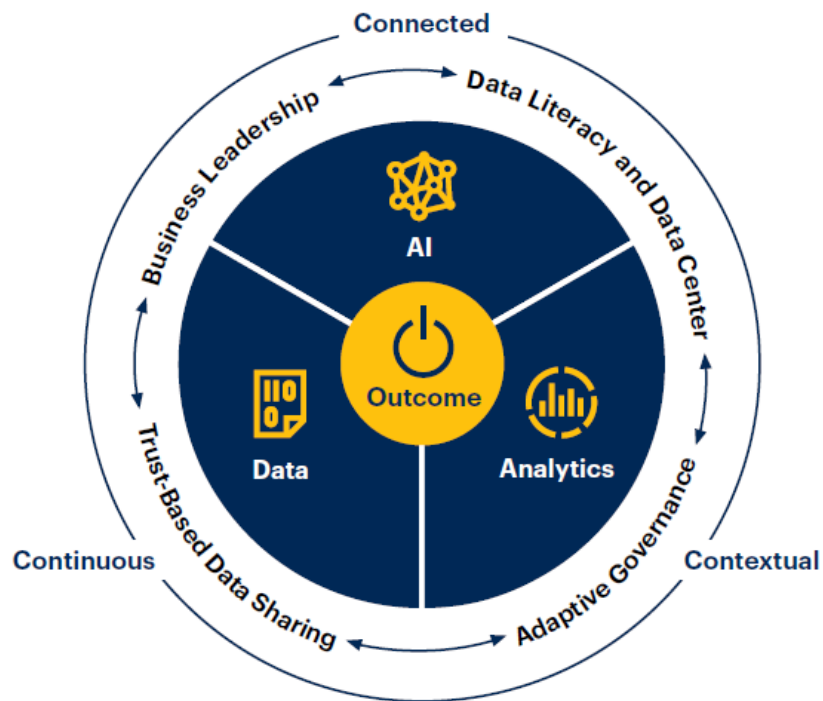 Connected
Business Leadership
Data Literacy and Data Center
AI
Outcome
Data
Analytics
Continuous
Contextual
Trust-Based Data Sharing
Adaptive Governance